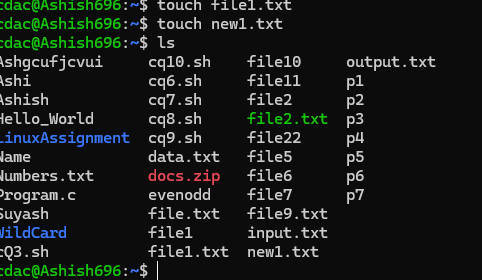 cdac@Ashish696:~$ touch file1.txt
cdac@Ashish696:~$ touch new1.txt
cdac@Ashish696:~$ ls
Ashgcufjcvui cq10.sh file10 output.txt
Ashi cq6.sh file11 p1
Ashish cq7.sh file2 p2
Hello_World cq8.sh file2.txt p3
LinuxAssignment cq9.sh file22 p4
Name data.txt file5 p5
Numbers.txt docs.zip file6 p6
Program.c evenodd file7 p7
Suyash file.txt file9.txt
WildCard file1 input.txt
cQ3.sh file1.txt new1.txt
cdac@Ashish696:~$